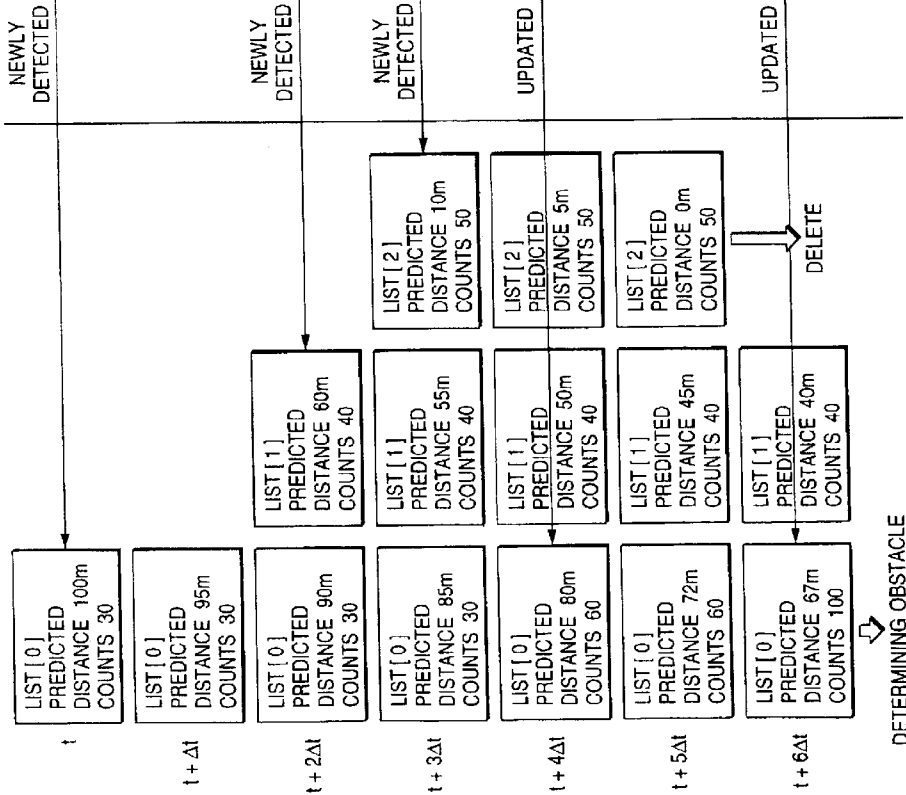 NEWLY
DETECTED
t
LIST [0]
PREDICTED
DISTANCE 100m
COUNTS 30
t + Δt
LIST [0]
PREDICTED
DISTANCE 95m
COUNTS 30
NEWLY
DETECTED
t + 2Δt
LIST [0]
PREDICTED
DISTANCE 90m
COUNTS 30
LIST [1]
PREDICTED
DISTANCE 60m
COUNTS 40
NEWLY
DETECTED
t + 3Δt
LIST [0]
PREDICTED
DISTANCE 85m
COUNTS 30
LIST [1]
PREDICTED
DISTANCE 55m
COUNTS 40
LIST [2]
PREDICTED
DISTANCE 10m
COUNTS 50
UPDATED
t + 4Δt
LIST [0]
PREDICTED
DISTANCE 80m
COUNTS 60
LIST [1]
PREDICTED
DISTANCE 50m
COUNTS 40
LIST [2]
PREDICTED
DISTANCE 5m
COUNTS 50
t + 5Δt
LIST [0]
PREDICTED
DISTANCE 72m
COUNTS 60
LIST [1]
PREDICTED
DISTANCE 45m
COUNTS 40
LIST [2]
PREDICTED
DISTANCE 0m
COUNTS 50
UPDATED
t + 6Δt
LIST [0]
PREDICTED
DISTANCE 67m
COUNTS 100
LIST [1]
PREDICTED
DISTANCE 40m
COUNTS 40
DELETE
DETERMINING OBSTACLE